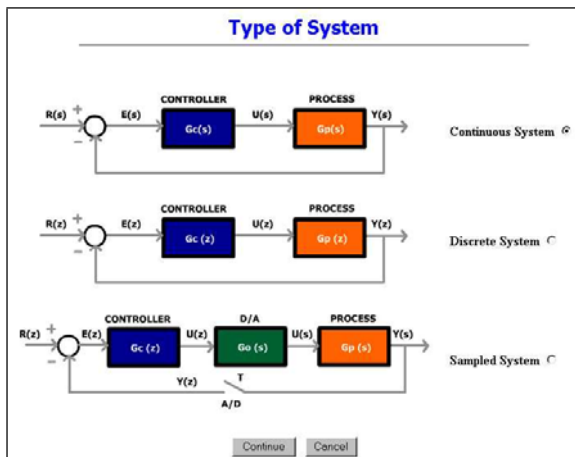 Type of System
CONTROLLER PROCESS
R(s) + E(s) U(s) Y(s)
Gc(s) Gp(s)
−
Continuous System
CONTROLLER PROCESS
R(z) + E(z) U(z) Y(z)
Gc (z) Gp (z)
−
Discrete System
CONTROLLER D/A PROCESS
R(z) + E(z) U(z) U(s) Y(s)
Gc (z) Go (s) Gp (s)
−
Sampled System
Y(z) T
A/D
Continue Cancel